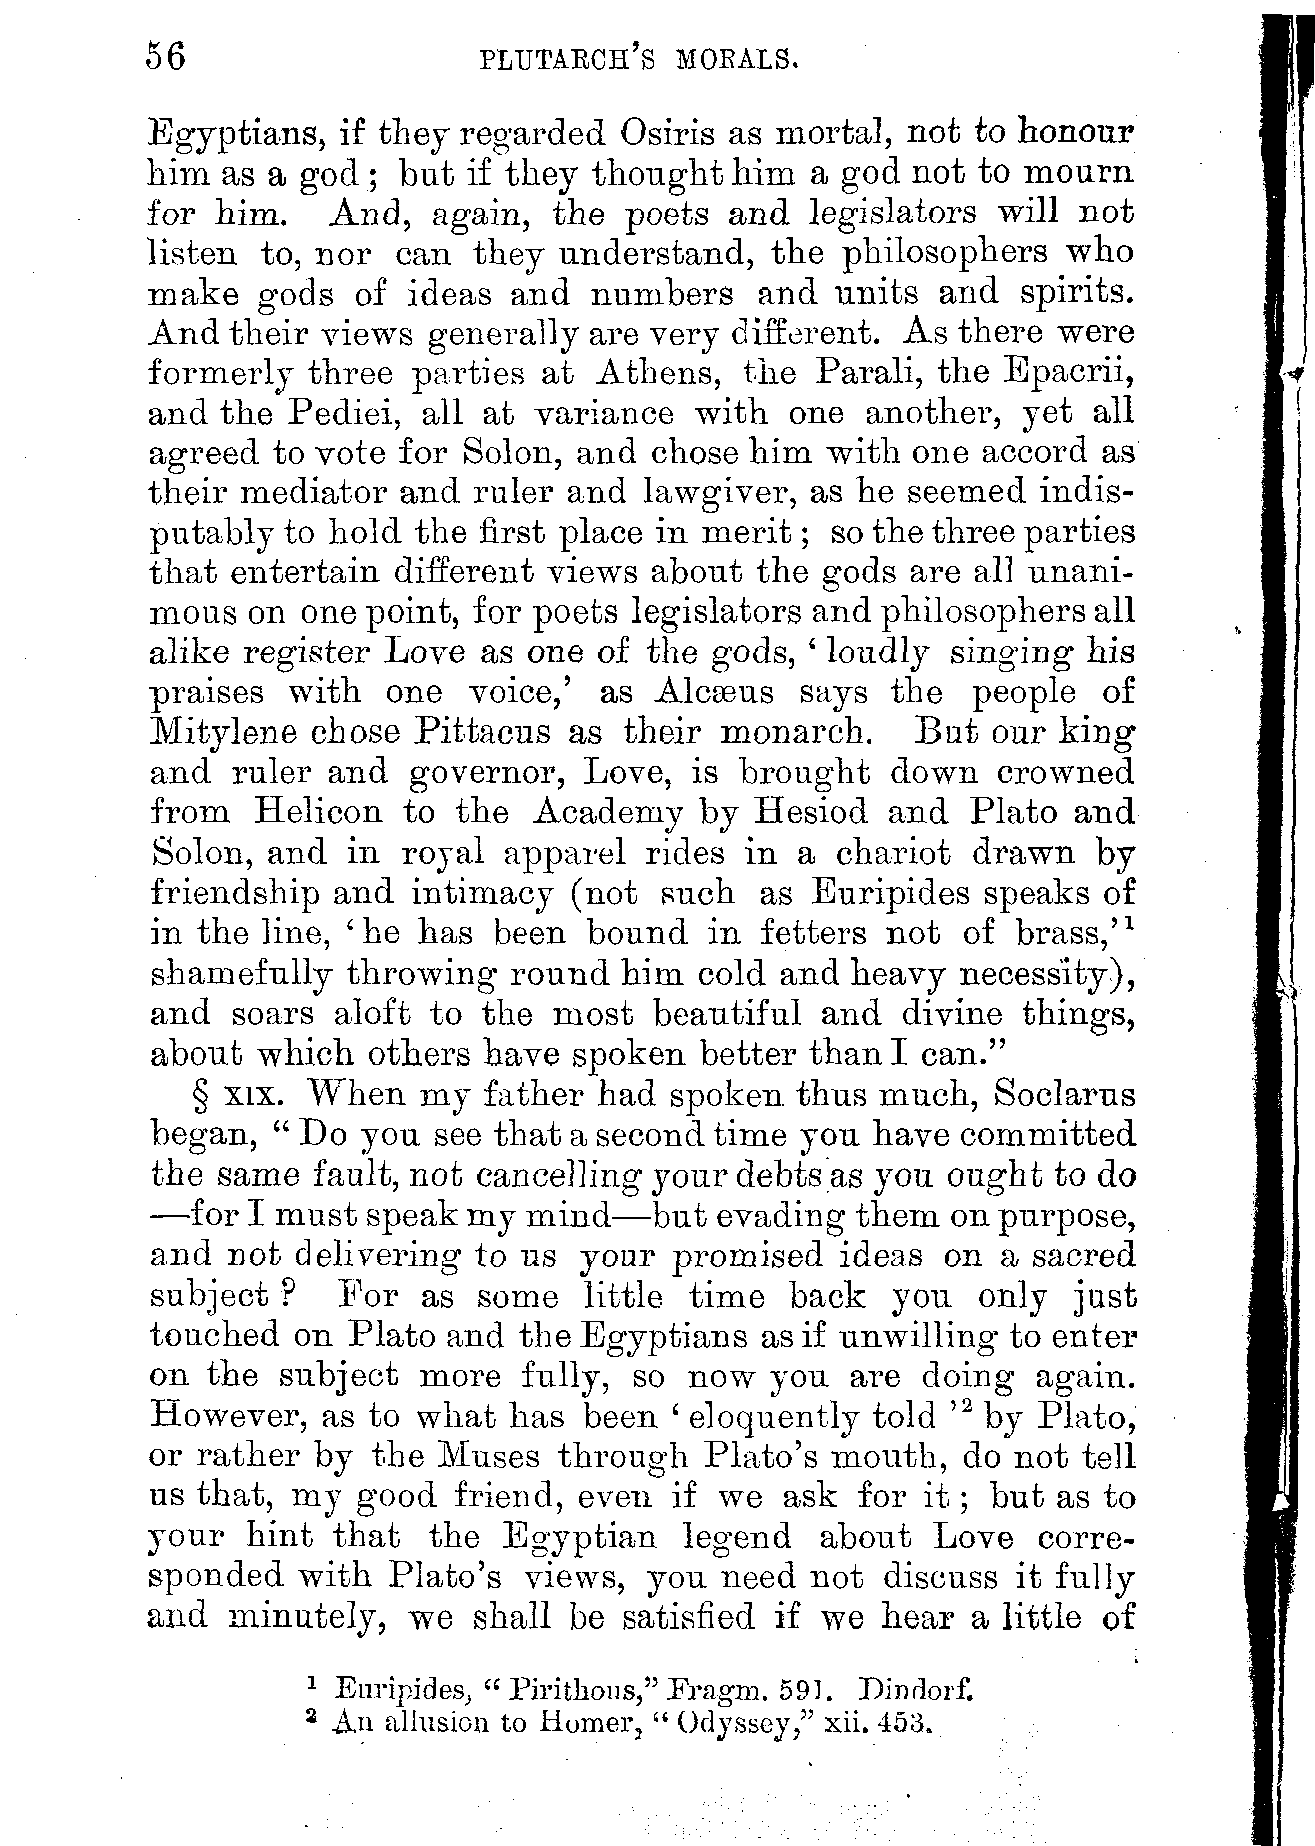 56 PLUTARCH'S MORALS.
Egyptians, if they regarded Osiris as mortal, not to honour
him as a god; but if they thought him a god not to mourn
for him. And, again, the poets and legislators will not
listen to, nor can they understand, the philosophers who
make gods of ideas and numbers and units and spirits.
And their views generally are very different. As there were
formerly three parties at Athens, the Parali, the Epacrii,
and the Pediei, all at variance with one another, yet all
agreed to vote for Solon, and chose him with one accord as
their mediator and ruler and lawgiver, as he seemed indis-
putably to hold the first place in merit; so the three parties
that entertain different views about the gods are all unani-
mous on one point, for poets legislators and philosophers all
alike register Love as one of the gods, ‘loudly singing his
praises with one voice,’ as Alcæus says the people of
Mitylene chose Pittacus as their monarch. But our king
and ruler and governor, Love, is brought down crowned
from Helicon to the Academy by Hesiod and Plato and
Solon, and in royal apparel rides in a chariot drawn by
friendship and intimacy (not such as Euripides speaks of
in the line, ‘he has been bound in fetters not of brass,’¹
shamefully throwing round him cold and heavy necessity),
and soars aloft to the most beautiful and divine things,
about which others have spoken better than I can.”
§ XIX. When my father had spoken thus much, Soclarus
began, “Do you see that a second time you have committed
the same fault, not cancelling your debts as you ought to do
—for I must speak my mind—but evading them on purpose,
and not delivering to us your promised ideas on a sacred
subject? For as some little time back you only just
touched on Plato and the Egyptians as if unwilling to enter
on the subject more fully, so now you are doing again.
However, as to what has been ‘eloquently told’² by Plato,
or rather by the Muses through Plato's mouth, do not tell
us that, my good friend, even if we ask for it; but as to
your hint that the Egyptian legend about Love corre-
sponded with Plato's views, you need not discuss it fully
and minutely, we shall be satisfied if we hear a little of
¹ Euripides, “Pirithous,” Fragm. 591. Dindorf.
² An allusion to Homer, “Odyssey,” xii. 453.